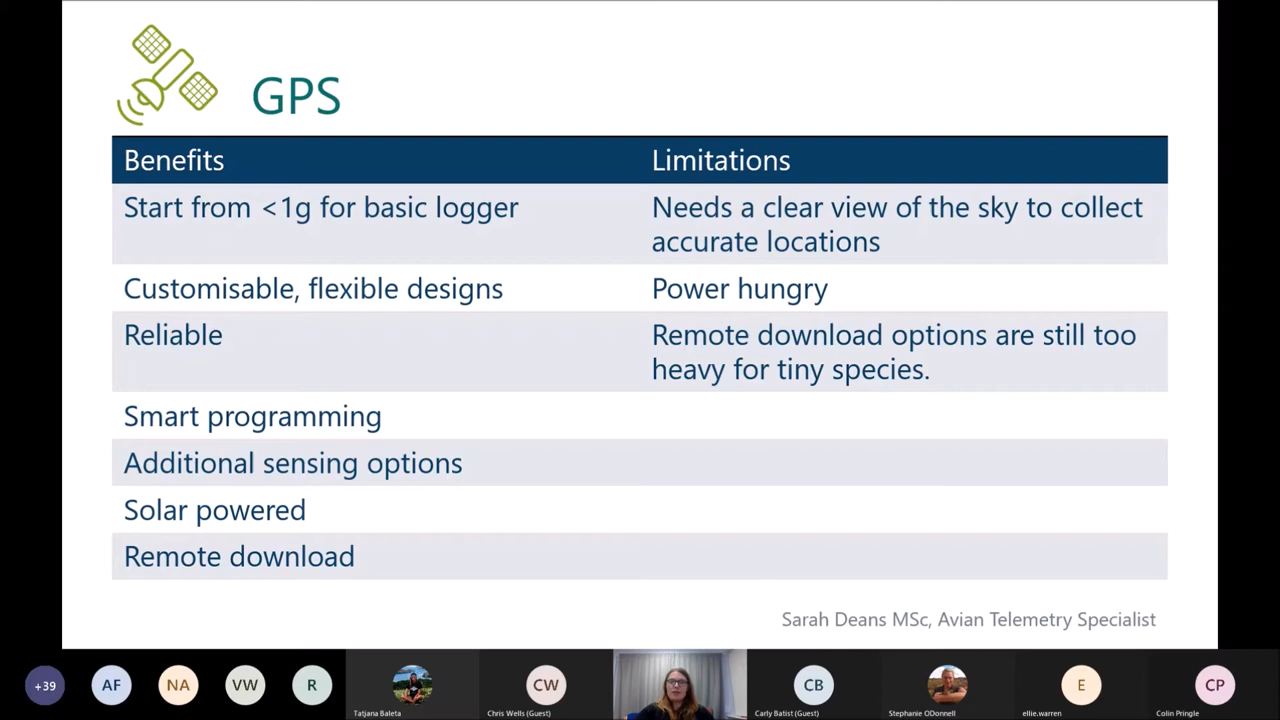 GPS
Benefits
Limitations
Start from <1g for basic logger
Needs a clear view of the sky to collect
accurate locations
Customisable, flexible designs
Power hungry
Reliable
Remote download options are still too
heavy for tiny species.
Smart programming
Additional sensing options
Solar powered
Remote download
Sarah Deans MSc, Avian Telemetry Specialist
+39
AF
NA
VW
R
Tatjana Baleta
CW
Chris Wells (Guest)
CB
Carly Batist (Guest)
Stephanie ODonnell
E
ellie.warren
CP
Colin Pringle